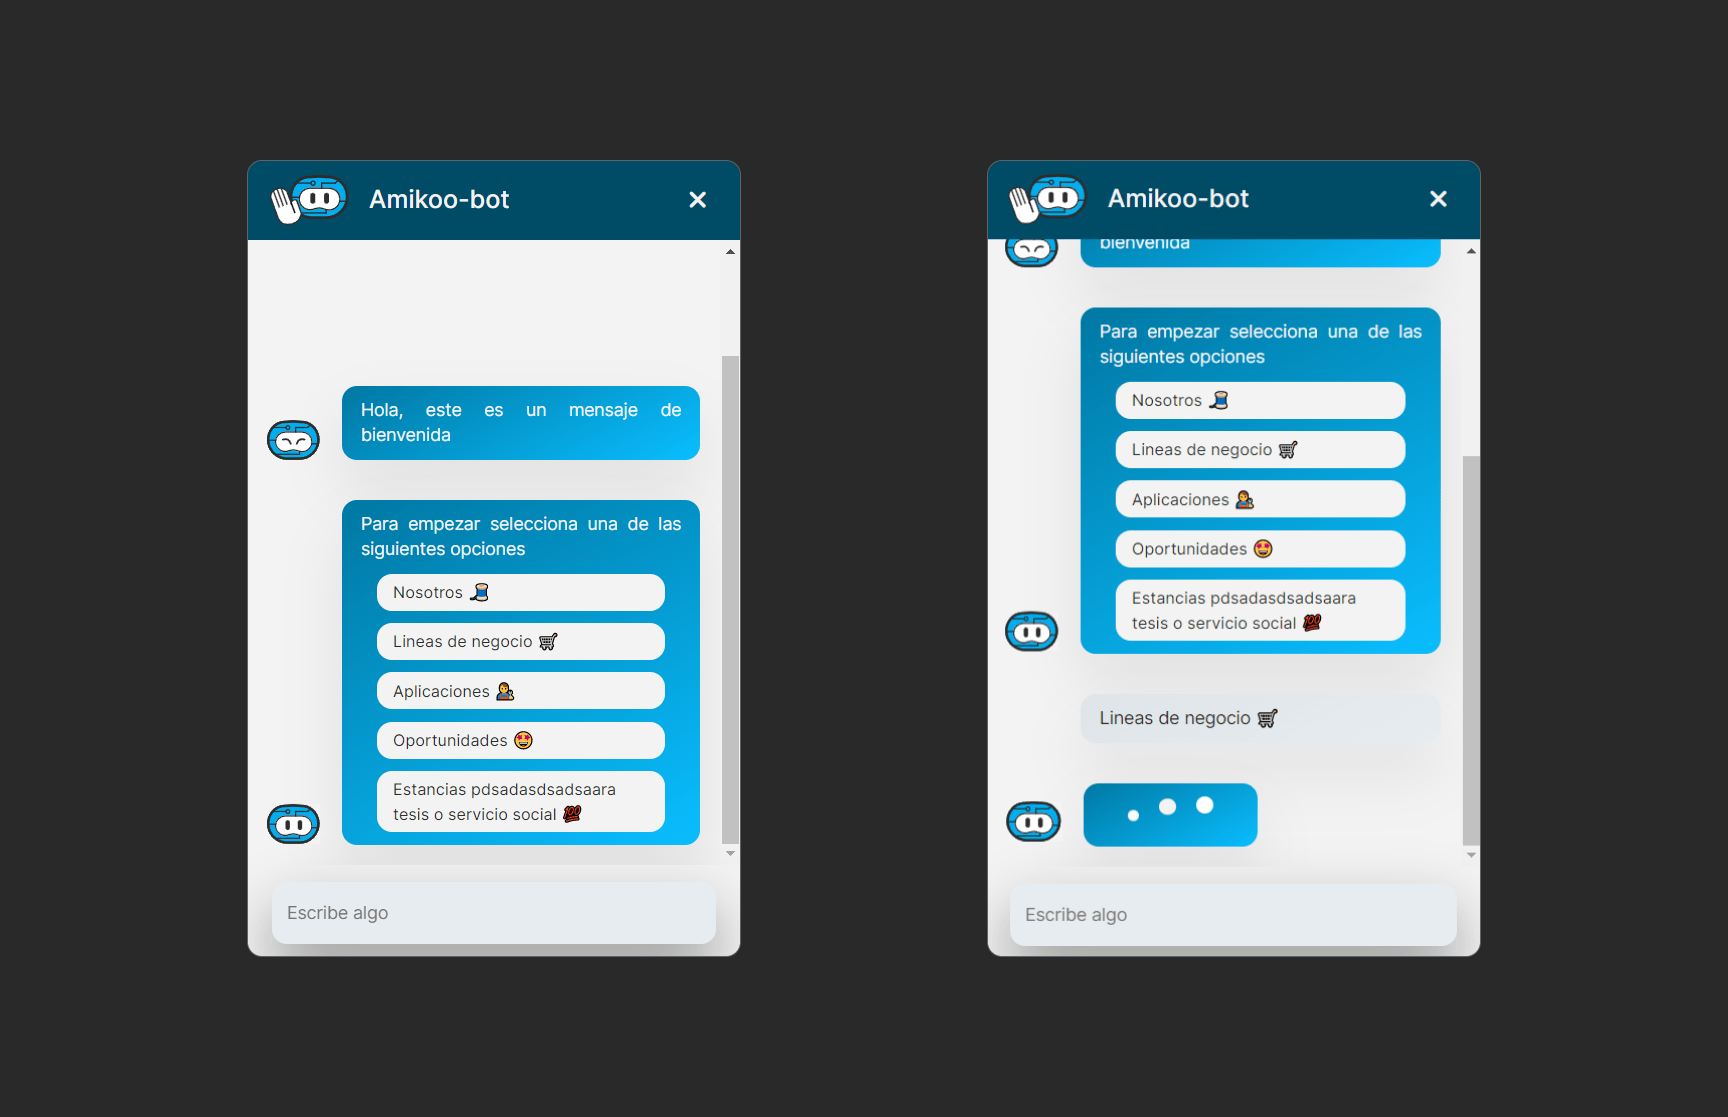 Amikoo-bot
Hola, este es un mensaje de
bienvenida
Para empezar selecciona una de las
siguientes opciones
Nosotros
Lineas de negocio
Aplicaciones
Oportunidades
Estancias pdsadasdsadsaara
tesis o servicio social 💯
Escribe algo
Amikoo-bot
bienvenida
Para empezar selecciona una de las
siguientes opciones
Nosotros
Lineas de negocio
Aplicaciones
Oportunidades
Estancias pdsadasdsadsaara
tesis o servicio social 💯
Lineas de negocio
Escribe algo